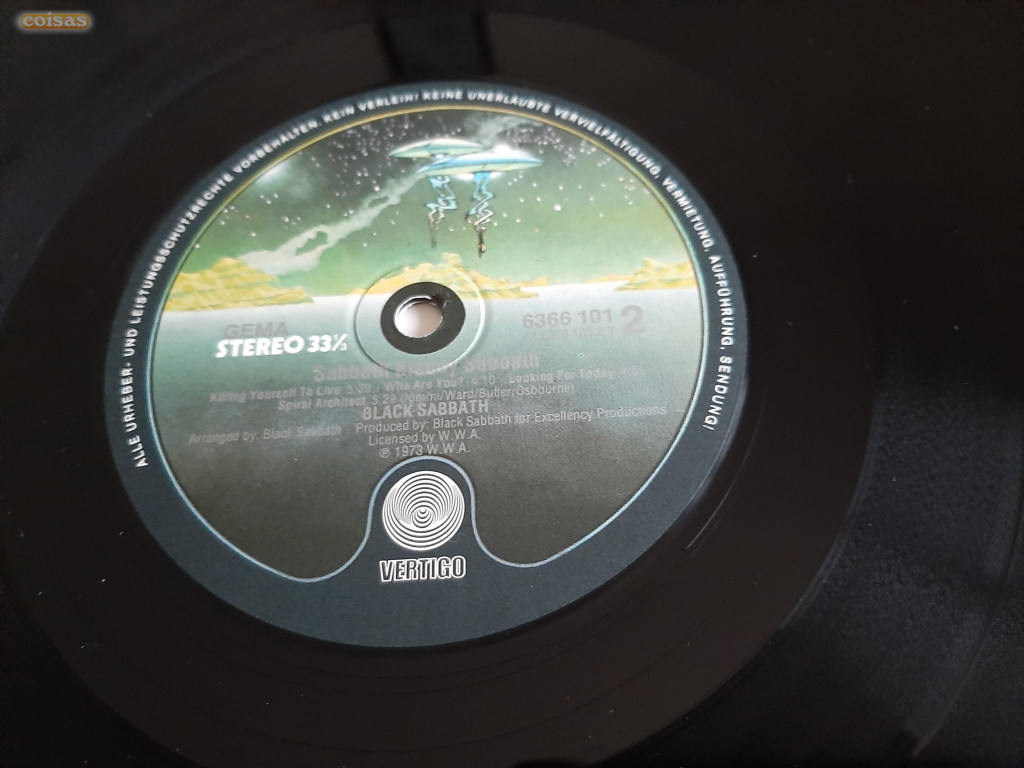 coisas
ALLE URHEBER- UND LEISTUNGSSCHUTZRECHTE VORBEHALTEN. KEIN VERLEIH! KEINE UNERLAUBTE VERVIELFÄLTIGUNG, VERMIETUNG, AUFFÜHRUNG, SENDUNG!
GEMA
STEREO 33⅓
6366 101 2
Sabbath Bloody Sabbath
Killing Yourself To Live 5.39 - Who Are You? 4.10 - Looking For Today
Spiral Architect 5.29 (Iommi/Ward/Butler/Osbourne)
BLACK SABBATH
Arranged by: Black Sabbath Produced by: Black Sabbath for Excellency Productions
Licensed by W.W.A.
℗ 1973 W.W.A.
VERTIGO